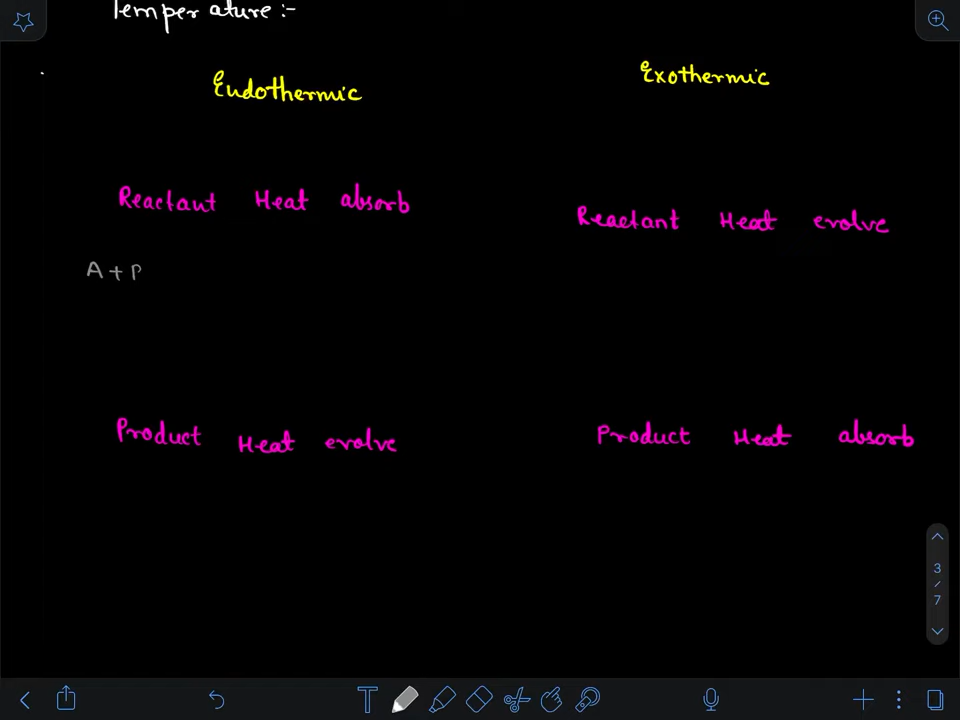 Temperature :-
Endothermic
Exothermic
Reactant Heat absorb
Reactant Heat evolve
A + P
Product Heat evolve
Product Heat absorb
3
/
7
T